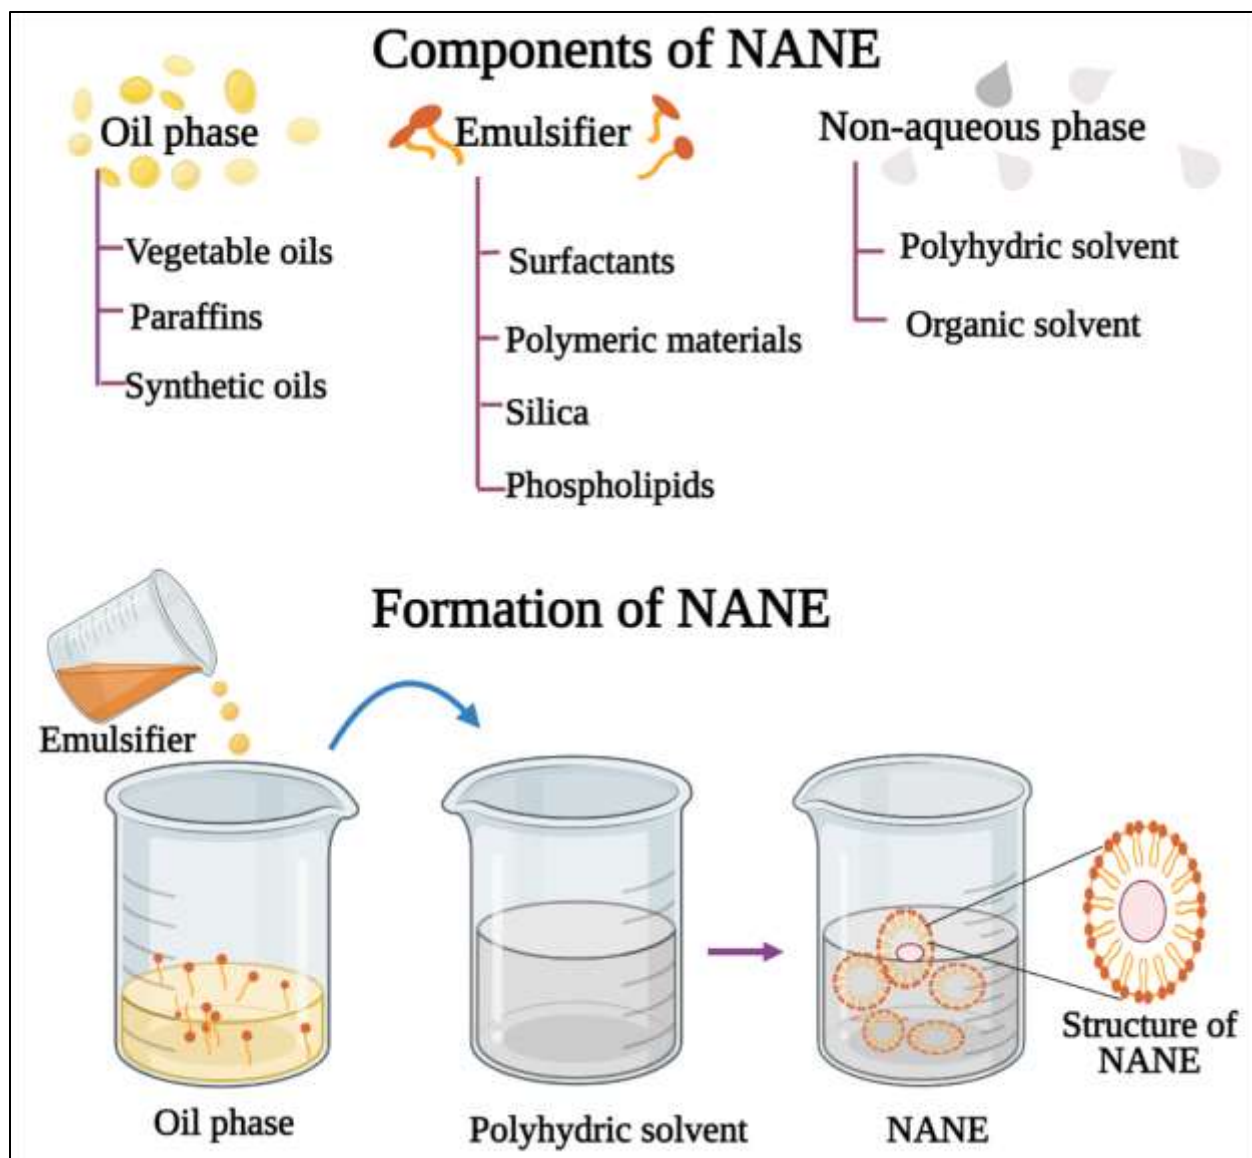 Components of NANE
Oil phase
Vegetable oils
Paraffins
Synthetic oils
Emulsifier
Surfactants
Polymeric materials
Silica
Phospholipids
Non-aqueous phase
Polyhydric solvent
Organic solvent
Formation of NANE
Emulsifier
Oil phase
Polyhydric solvent
NANE
Structure of
NANE